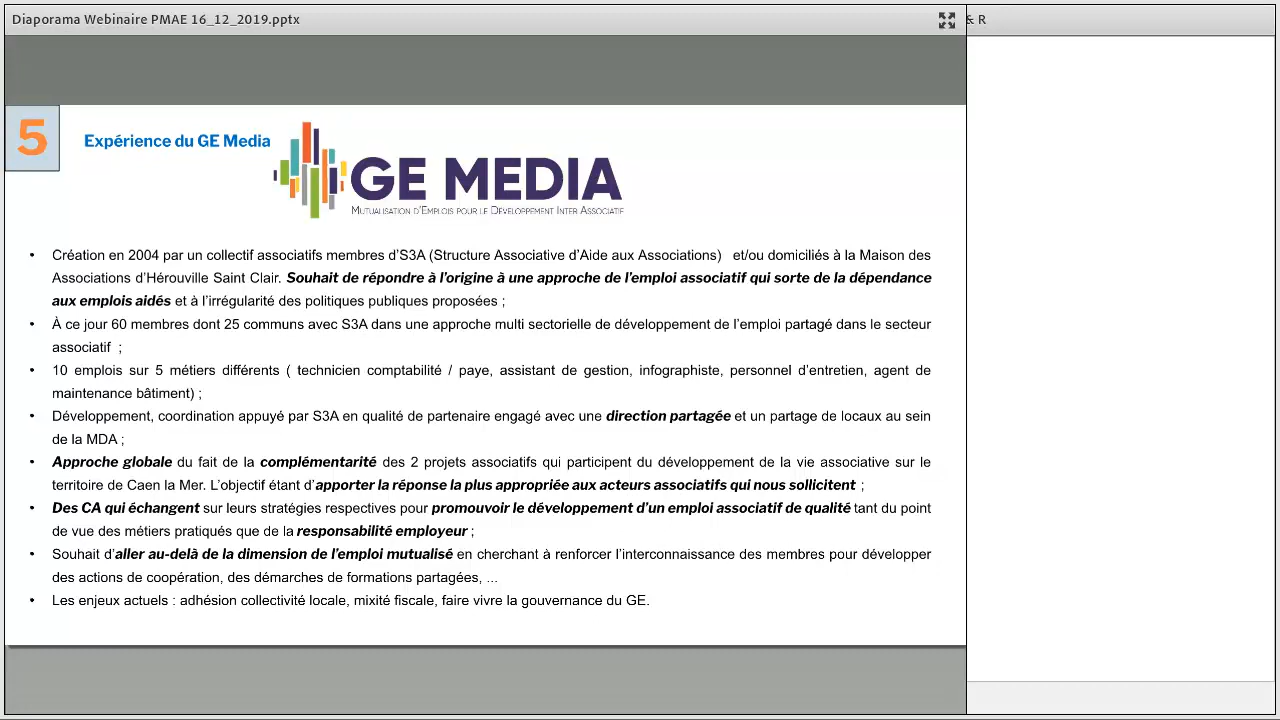 Diaporama Webinaire PMAE 16_12_2019.pptx
& R
5
Expérience du GE Media
GE MEDIA
Mutualisation d'Emplois pour le Développement Inter Associatif
• Création en 2004 par un collectif associatifs membres d'S3A (Structure Associative d'Aide aux Associations) et/ou domiciliés à la Maison des
Associations d'Hérouville Saint Clair. Souhait de répondre à l'origine à une approche de l'emploi associatif qui sorte de la dépendance
aux emplois aidés et à l'irrégularité des politiques publiques proposées ;
• À ce jour 60 membres dont 25 communs avec S3A dans une approche multi sectorielle de développement de l'emploi partagé dans le secteur
associatif ;
• 10 emplois sur 5 métiers différents ( technicien comptabilité / paye, assistant de gestion, infographiste, personnel d'entretien, agent de
maintenance bâtiment) ;
• Développement, coordination appuyé par S3A en qualité de partenaire engagé avec une direction partagée et un partage de locaux au sein
de la MDA ;
• Approche globale du fait de la complémentarité des 2 projets associatifs qui participent du développement de la vie associative sur le
territoire de Caen la Mer. L'objectif étant d'apporter la réponse la plus appropriée aux acteurs associatifs qui nous sollicitent ;
• Des CA qui échangent sur leurs stratégies respectives pour promouvoir le développement d'un emploi associatif de qualité tant du point
de vue des métiers pratiqués que de la responsabilité employeur ;
• Souhait d'aller au-delà de la dimension de l'emploi mutualisé en cherchant à renforcer l'interconnaissance des membres pour développer
des actions de coopération, des démarches de formations partagées, ...
• Les enjeux actuels : adhésion collectivité locale, mixité fiscale, faire vivre la gouvernance du GE.